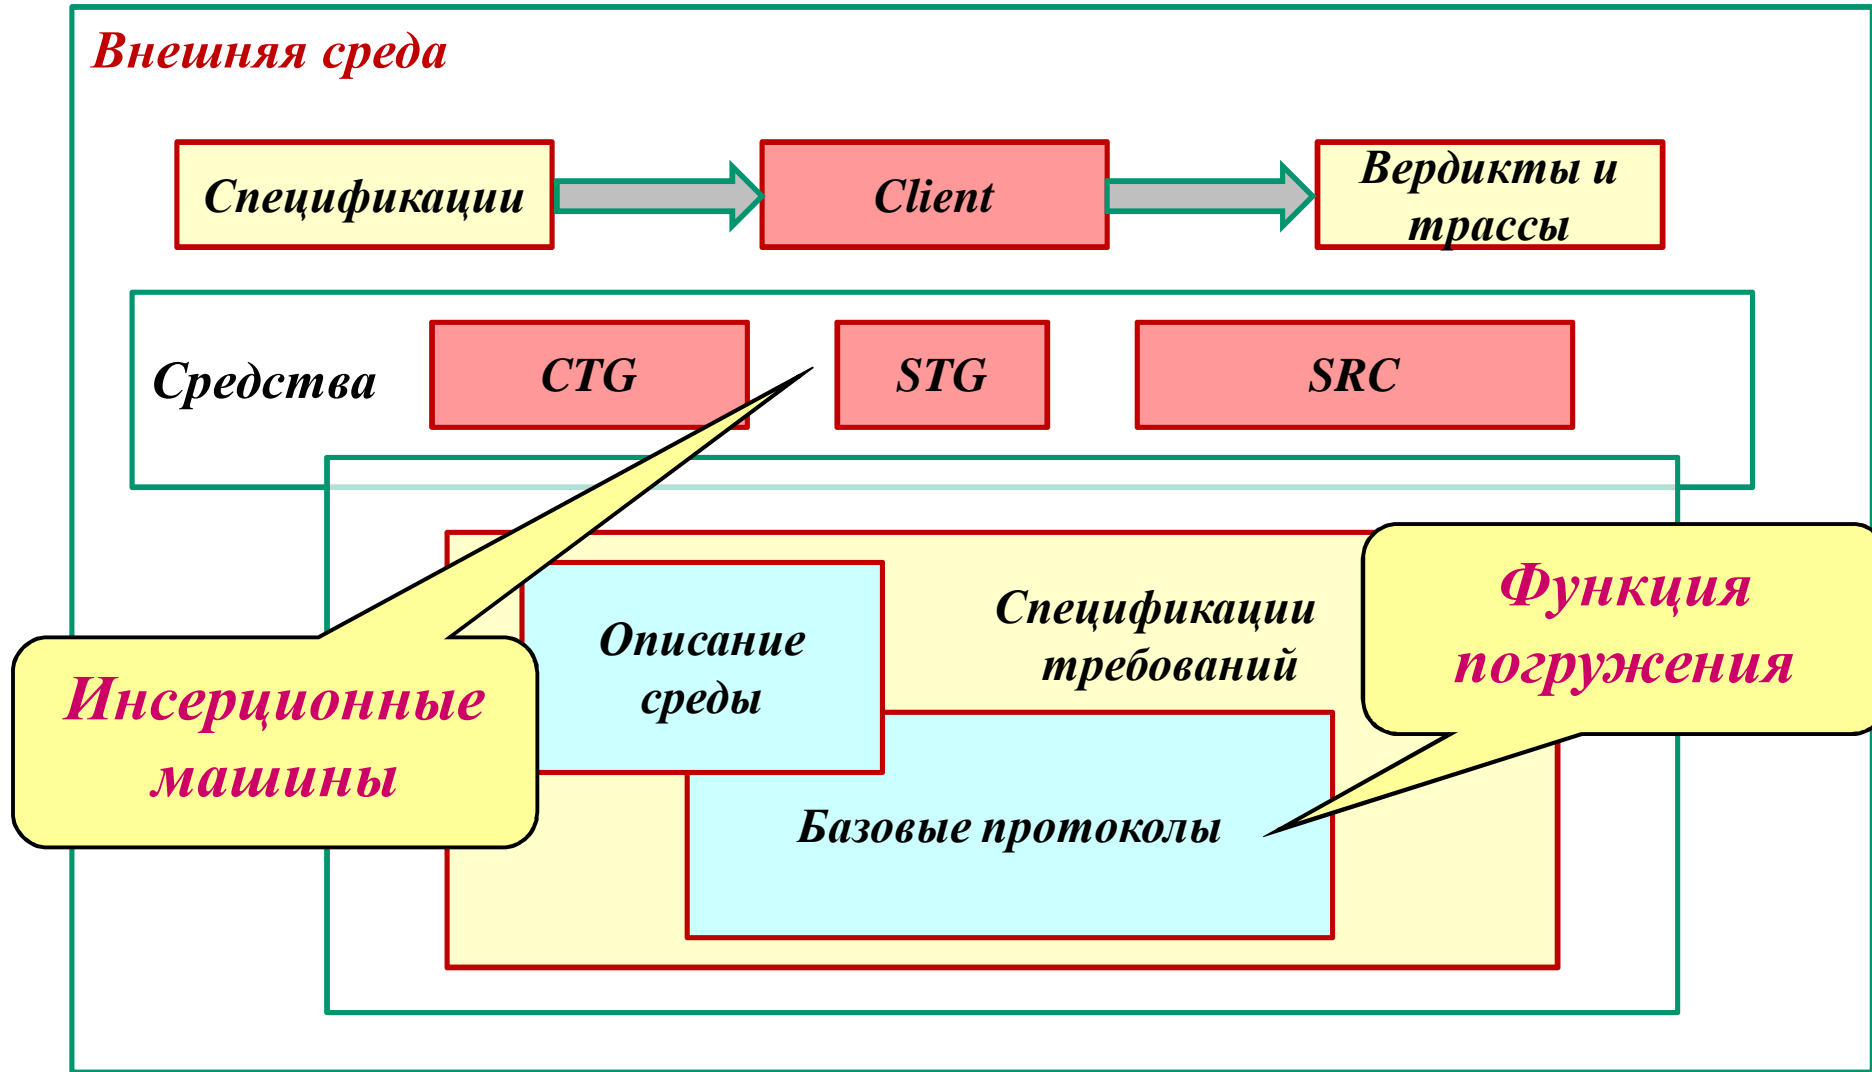 Внешняя среда
Спецификации
Client
Вердикты и
трассы
Средства
CTG
STG
SRC
Спецификации
требований
Функция
погружения
Описание
среды
Инсерционные
машины
Базовые протоколы